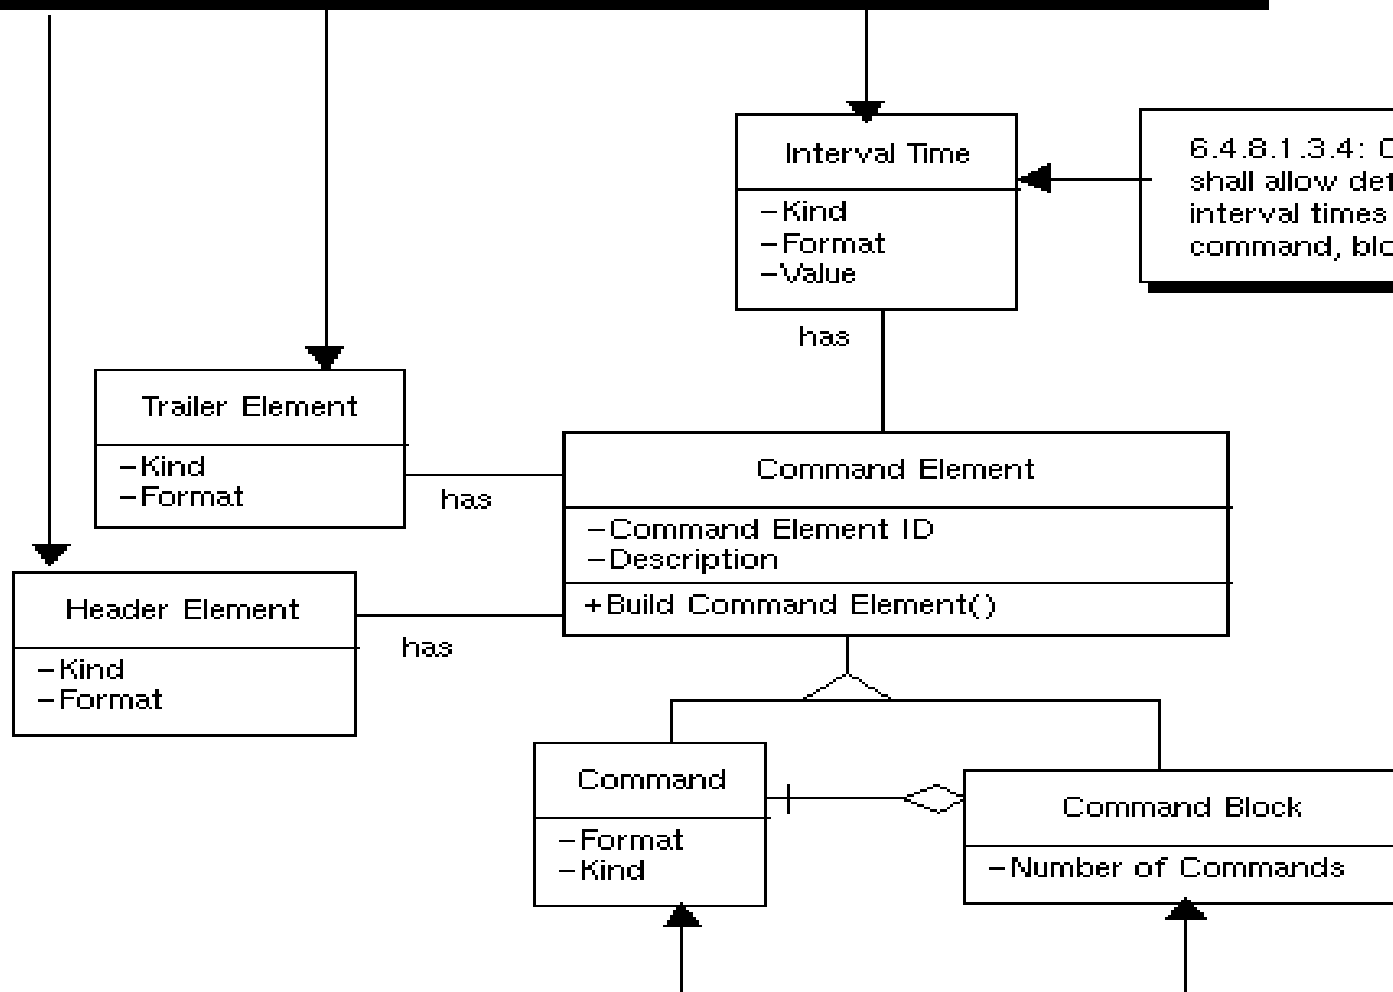 Interval Time
-Kind
-Format
-Value
6.4.8.1.3.4:
shall allow
interval times
command,
has
Trailer Element
-Kind
-Format
has
Command Element
-Command Element ID
-Description
+Build Command Element()
Header Element
-Kind
-Format
has
Command
-Format
-Kind
Command Block
-Number of Commands